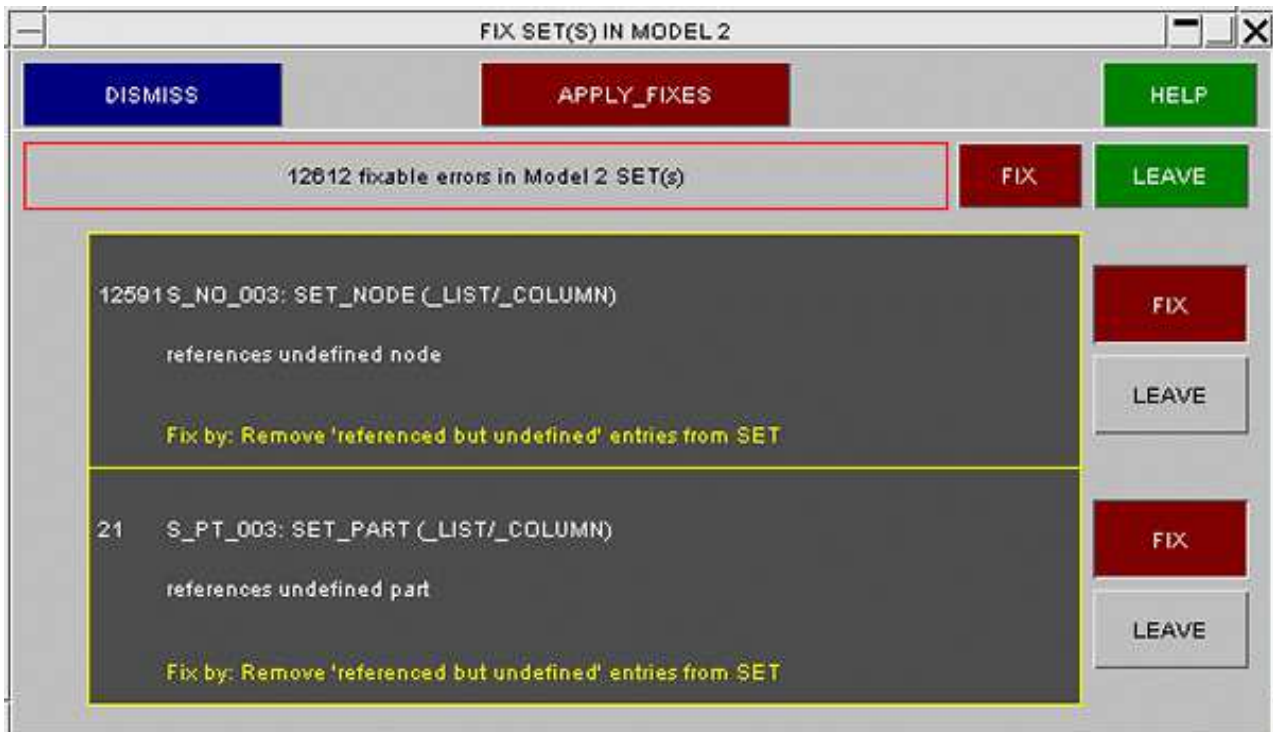 FIX SET(S) IN MODEL 2
DISMISS APPLY_FIXES HELP
12612 fixable errors in Model 2 SET(s) FIX LEAVE
12591 S_NO_003: SET_NODE (_LIST/_COLUMN) FIX
references undefined node
LEAVE
Fix by: Remove 'referenced but undefined' entries from SET
21 S_PT_003: SET_PART (_LIST/_COLUMN) FIX
references undefined part
LEAVE
Fix by: Remove 'referenced but undefined' entries from SET